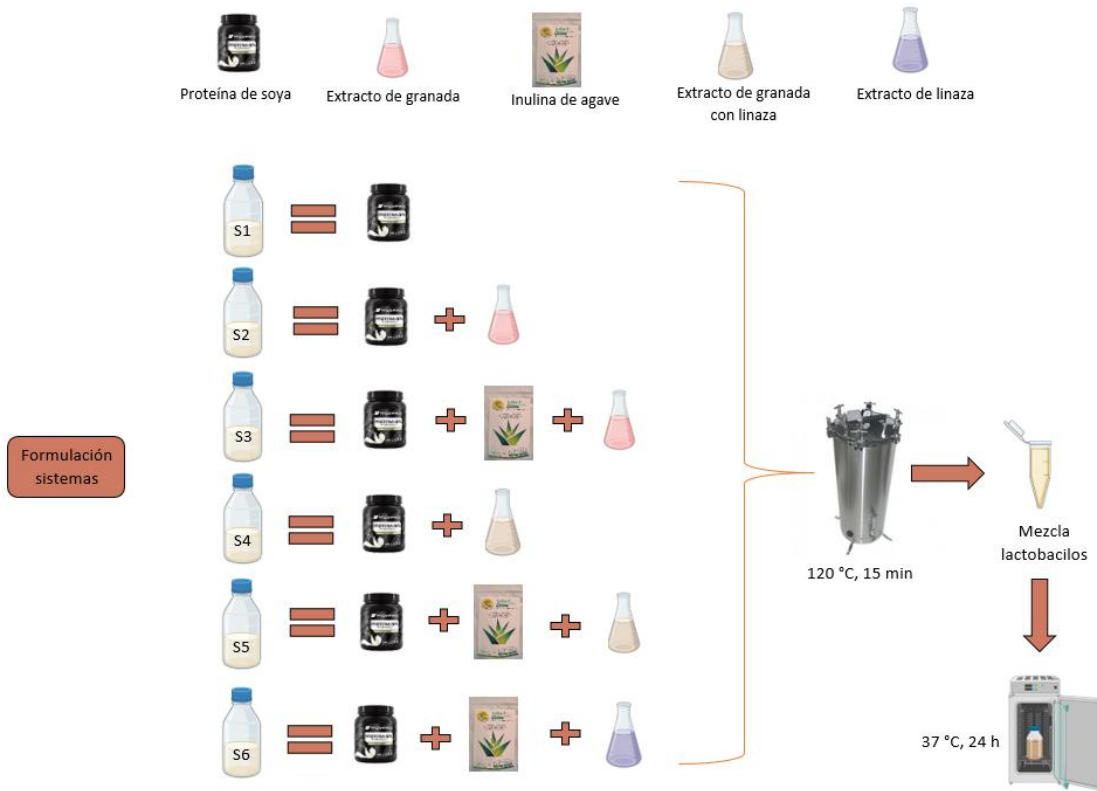 Proteína de soya
Extracto de granada
Inulina de agave
Extracto de granada
con linaza
Extracto de linaza
S1
S2
S3
Formulación
sistemas
S4
S5
S6
120 °C, 15 min
Mezcla
lactobacilos
37 °C, 24 h